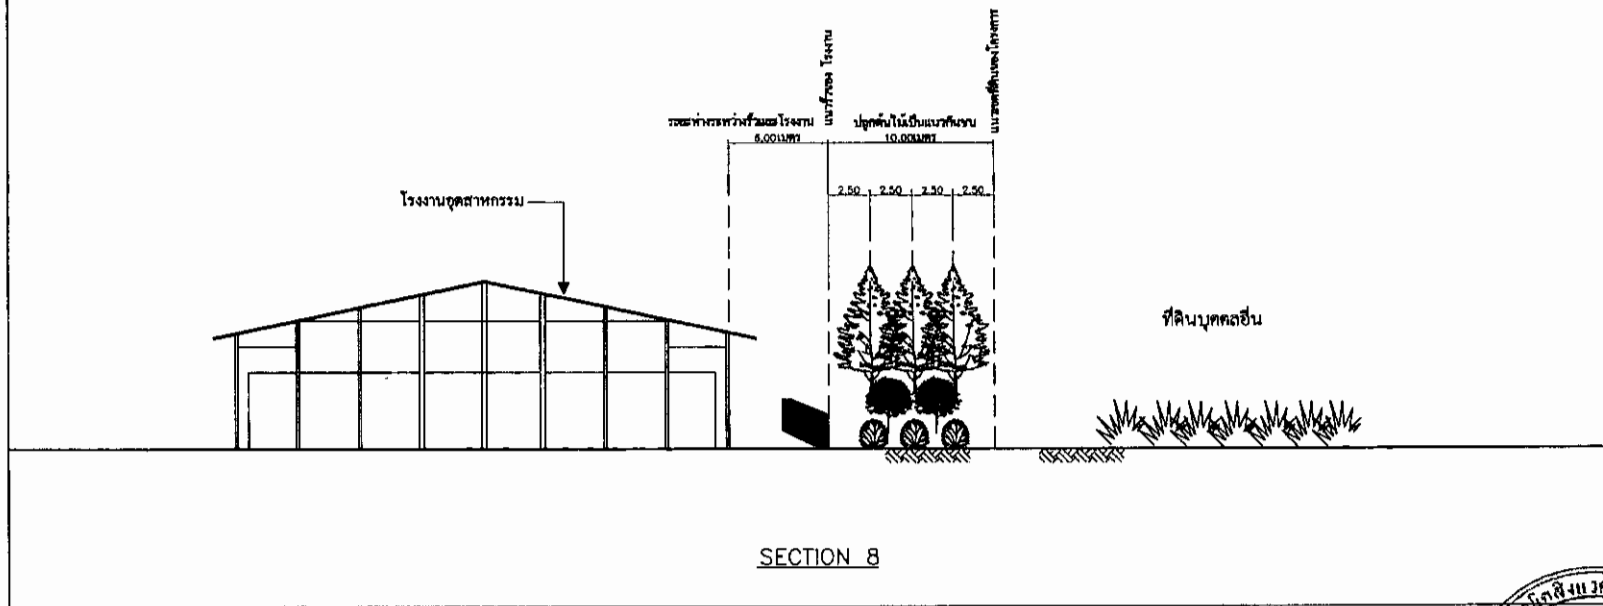 แนวรั้วของ โรงงาน
แนวเขตที่ดินของโครงการ
ระยะห่างระหว่างรั้วและโรงงาน
6.00เมตร
ปลูกต้นไม้เป็นแนวกันชน
10.00เมตร
2.50 2.50 2.50 2.50
โรงงานอุตสาหกรรม
ที่ดินบุคคลอื่น
SECTION 8